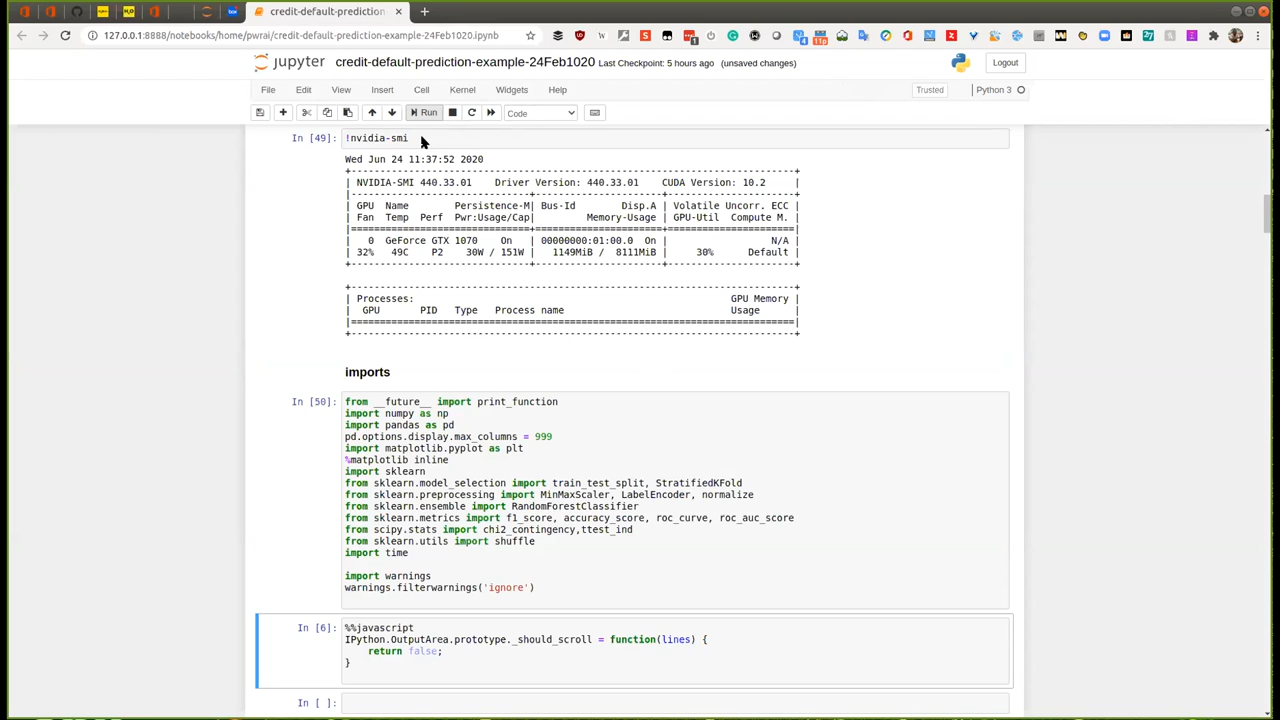 credit-default-prediction
127.0.0.1:8888/notebooks/home/pwrai/credit-default-prediction-example-24Feb1020.ipynb
jupyter credit-default-prediction-example-24Feb1020 Last Checkpoint: 5 hours ago (unsaved changes)
Logout
File Edit View Insert Cell Kernel Widgets Help
Trusted Python 3
Run Code
In [49]: !nvidia-smi
Wed Jun 24 11:37:52 2020
+-----------------------------------------------------------------------------+
| NVIDIA-SMI 440.33.01    Driver Version: 440.33.01    CUDA Version: 10.2     |
|-------------------------------+----------------------+----------------------+
| GPU  Name        Persistence-M| Bus-Id        Disp.A | Volatile Uncorr. ECC |
| Fan  Temp  Perf  Pwr:Usage/Cap|         Memory-Usage | GPU-Util  Compute M. |
|===============================+======================+======================|
|   0  GeForce GTX 1070    On   | 00000000:01:00.0  On |                  N/A |
| 32%   49C    P2    30W / 151W |   1149MiB /  8111MiB |     30%      Default |
+-------------------------------+----------------------+----------------------+
+-----------------------------------------------------------------------------+
| Processes:                                                       GPU Memory |
|  GPU       PID   Type   Process name                             Usage      |
|=============================================================================|
+-----------------------------------------------------------------------------+
imports
In [50]: from __future__ import print_function
import numpy as np
import pandas as pd
pd.options.display.max_columns = 999
import matplotlib.pyplot as plt
%matplotlib inline
import sklearn
from sklearn.model_selection import train_test_split, StratifiedKFold
from sklearn.preprocessing import MinMaxScaler, LabelEncoder, normalize
from sklearn.ensemble import RandomForestClassifier
from sklearn.metrics import f1_score, accuracy_score, roc_curve, roc_auc_score
from scipy.stats import chi2_contingency,ttest_ind
from sklearn.utils import shuffle
import time
import warnings
warnings.filterwarnings('ignore')
In [6]: %%javascript
IPython.OutputArea.prototype._should_scroll = function(lines) {
    return false;
}
In [ ]: